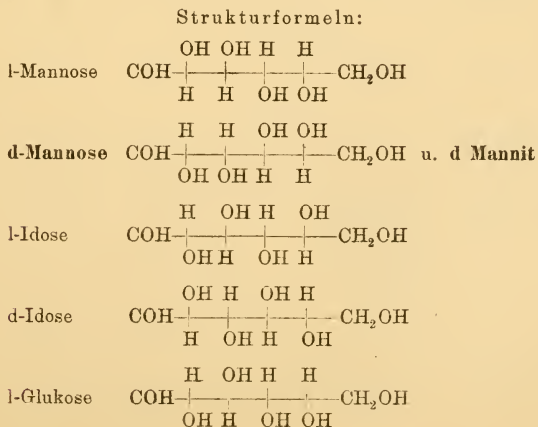 Strukturformeln:
OH OH H H
l-Mannose COH CH₂OH
H H OH OH
H H OH OH
d-Mannose COH CH₂OH u. d Mannit
OH OH H H
H OH H OH
l-Idose COH CH₂OH
OH H OH H
OH H OH H
d-Idose COH CH₂OH
H OH H OH
H OH H H
l-Glukose COH CH₂OH
OH H OH OH